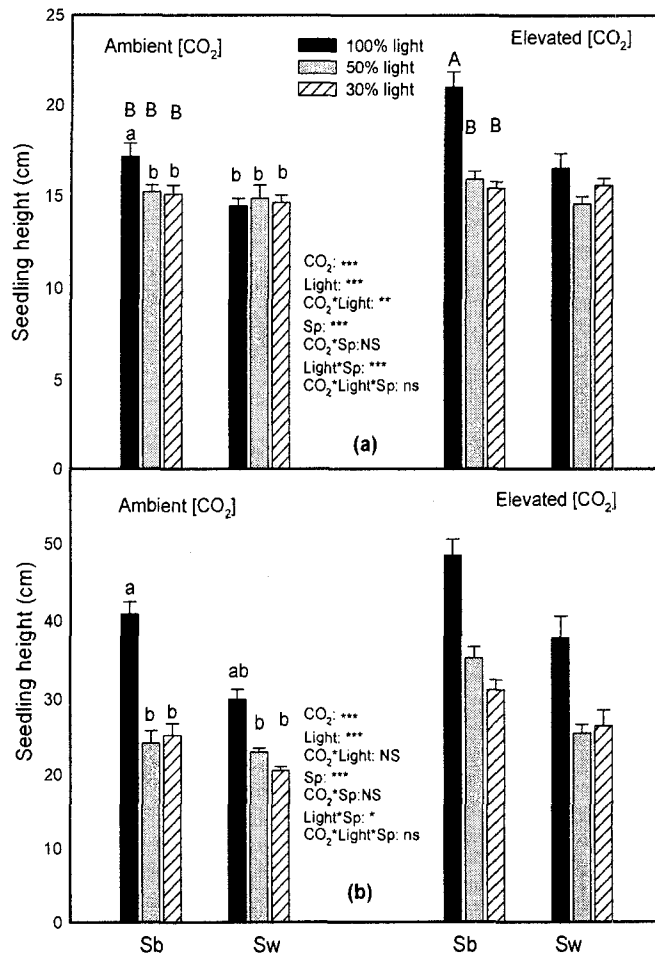 25
20
15
10
5
0
Seedling height (cm)
Ambient [CO₂]
100% light
50% light
30% light
Elevated [CO₂]
B B B
a
b b
b b b
A
B B
CO₂: ***
Light: ***
CO₂*Light: **
Sp: ***
CO₂*Sp:NS
Light*Sp: ***
CO₂*Light*Sp: ns
(a)
Ambient [CO₂]
Elevated [CO₂]
50
40
30
20
10
0
Seedling height (cm)
a
b b
ab
b b
CO₂: ***
Light: ***
CO₂*Light: NS
Sp: ***
CO₂*Sp:NS
Light*Sp: *
CO₂*Light*Sp: ns
(b)
Sb Sw Sb Sw